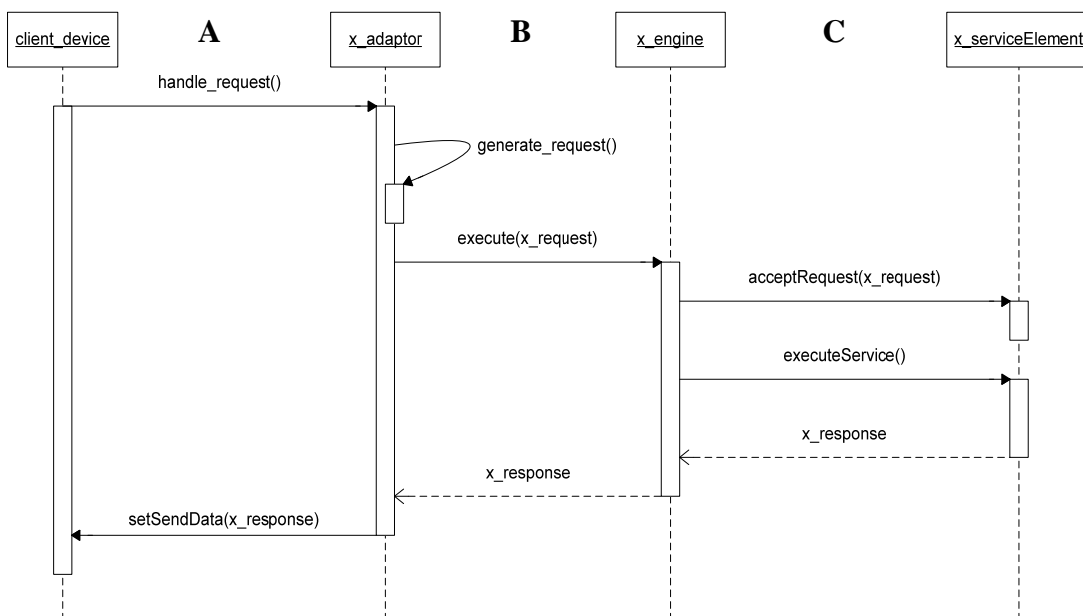 client_device A x_adaptor B x_engine C x_serviceElement
handle_request()
generate_request()
execute(x_request)
acceptRequest(x_request)
executeService()
x_response
x_response
setSendData(x_response)